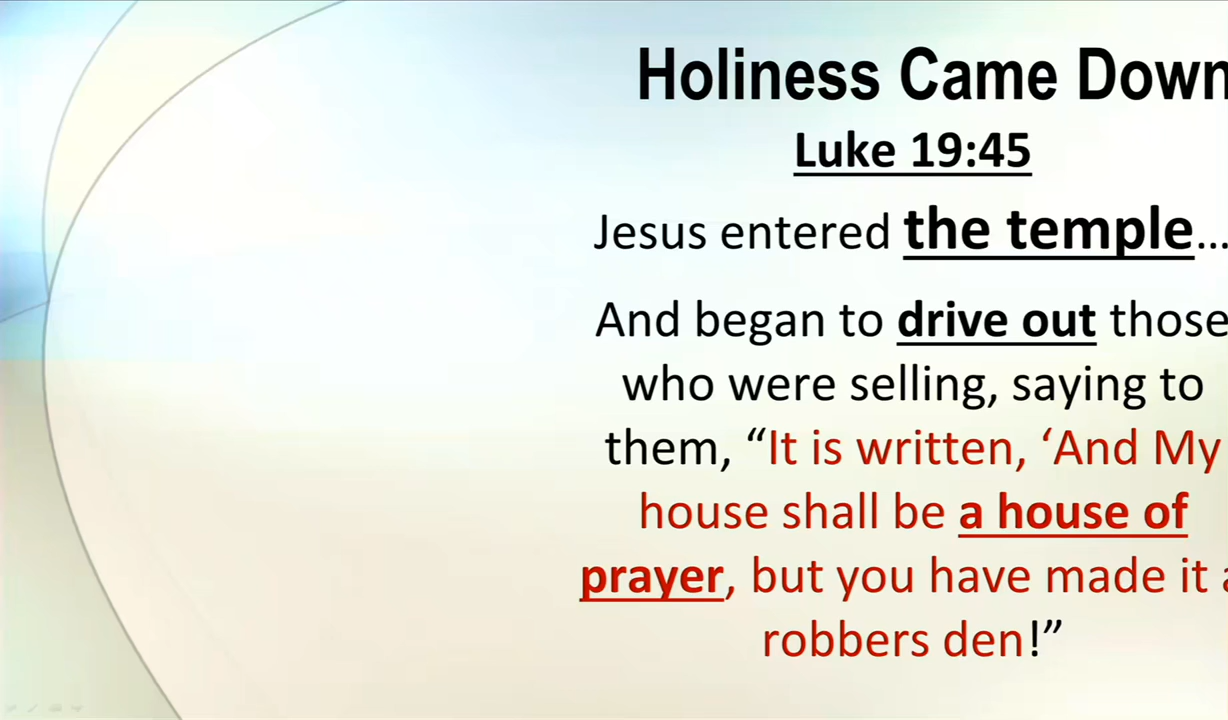 Holiness Came Down
Luke 19:45
Jesus entered the temple…
And began to drive out those
who were selling, saying to
them, “It is written, ‘And My
house shall be a house of
prayer, but you have made it a
robbers den!”